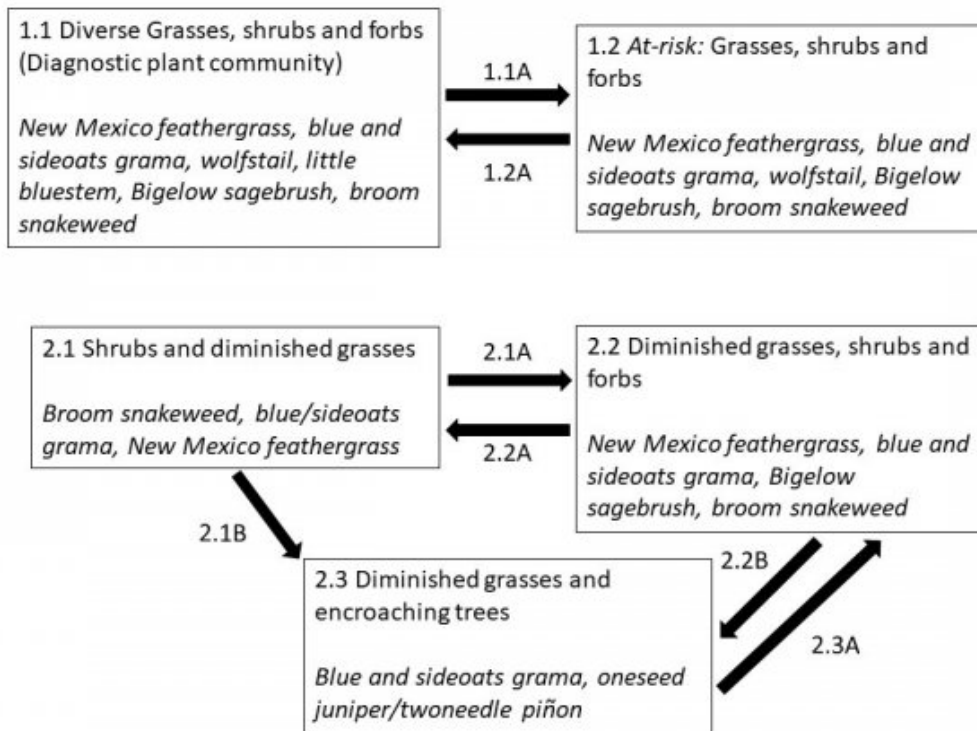 1.1 Diverse Grasses, shrubs and forbs
(Diagnostic plant community)
New Mexico feathergrass, blue and
sideoats grama, wolfstail, little
bluestem, Bigelow sagebrush, broom
snakeweed
1.1A
1.2A
1.2 At-risk: Grasses, shrubs and
forbs
New Mexico feathergrass, blue and
sideoats grama, wolfstail, Bigelow
sagebrush, broom snakeweed
2.1 Shrubs and diminished grasses
Broom snakeweed, blue/sideoats
grama, New Mexico feathergrass
2.1A
2.2A
2.2 Diminished grasses, shrubs and
forbs
New Mexico feathergrass, blue and
sideoats grama, Bigelow
sagebrush, broom snakeweed
2.1B
2.2B
2.3A
2.3 Diminished grasses and
encroaching trees
Blue and sideoats grama, oneseed
juniper/twoneedle piñon